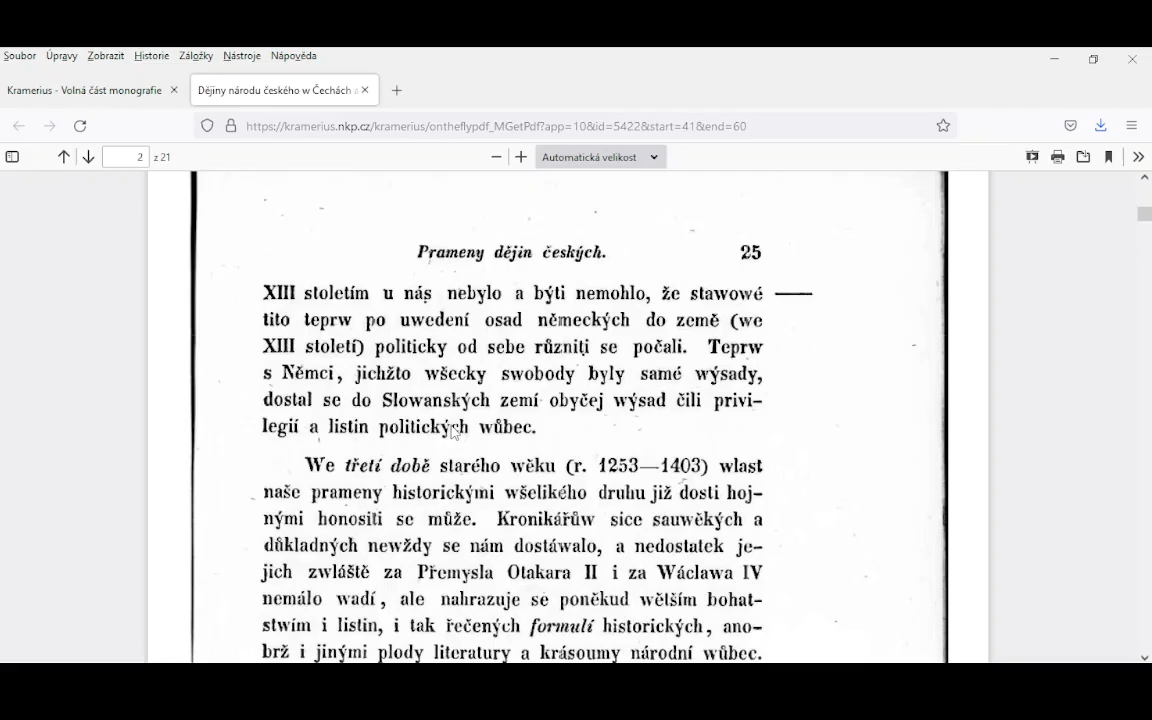 Soubor Úpravy Zobrazit Historie Záložky Nástroje Nápověda
Kramerius - Volná část monografie
Dějiny národu českého w Čechách a
https://kramerius.nkp.cz/kramerius/ontheflypdf_MGetPdf?app=10&id=5422&start=41&end=60
2 z 21
Automatická velikost
Prameny dějin českých. 25
XIII stoletím u nás nebylo a býti nemohlo, že stawowé
tito teprw po uwedení osad německých do země (we
XIII století) politicky od sebe různiti se počali. Teprw
s Němci, jichžto wšecky swobody byly samé wýsady,
dostal se do Slowanských zemí obyčej wýsad čili privi-
legií a listin politických wůbec.
We třetí době starého wěku (r. 1253—1403) wlast
naše prameny historickými wšelikého druhu již dosti hoj-
nými honositi se může. Kronikářůw sice sauwěkých a
důkladných newždy se nám dostáwalo, a nedostatek je-
jich zwláště za Přemysla Otakara II i za Wáclawa IV
nemálo wadí, ale nahrazuje se poněkud wětším bohat-
stwím i listin, i tak řečených formulí historických, ano-
brž i jinými plody literatury a krásoumy národní wůbec.